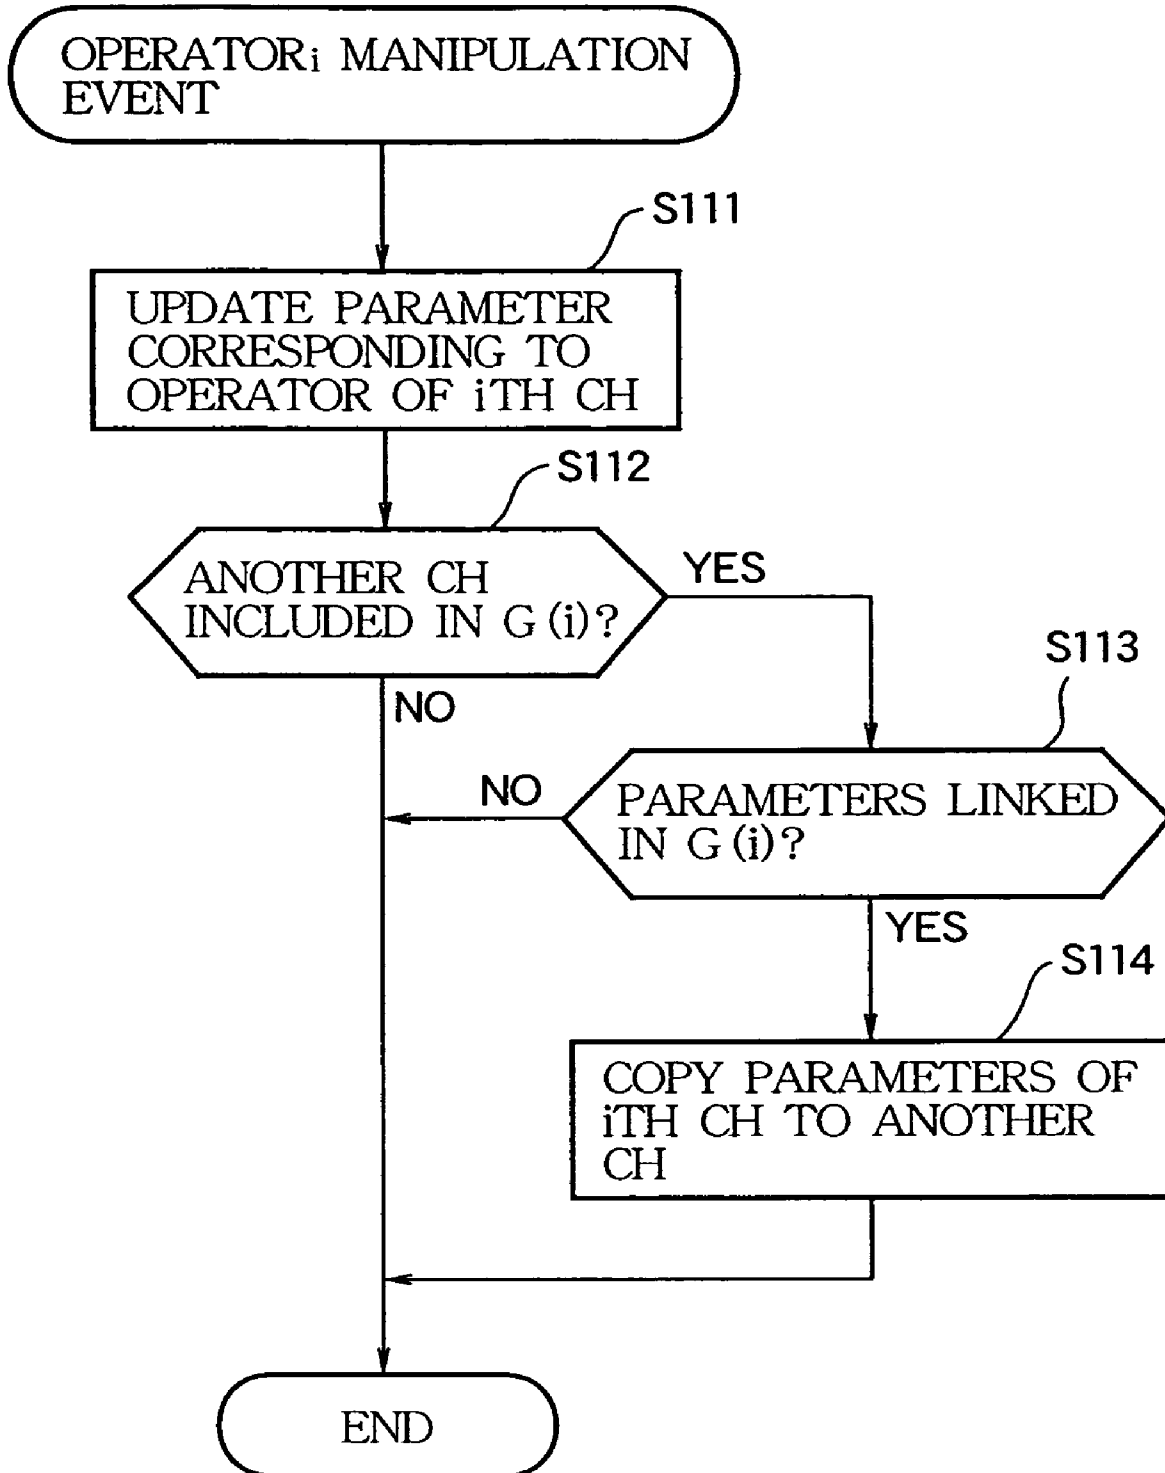 OPERATORi MANIPULATION
EVENT
S111
UPDATE PARAMETER
CORRESPONDING TO
OPERATOR OF iTH CH
S112
ANOTHER CH
INCLUDED IN G(i)?
YES
NO
S113
PARAMETERS LINKED
IN G(i)?
NO
YES
S114
COPY PARAMETERS OF
iTH CH TO ANOTHER
CH
END